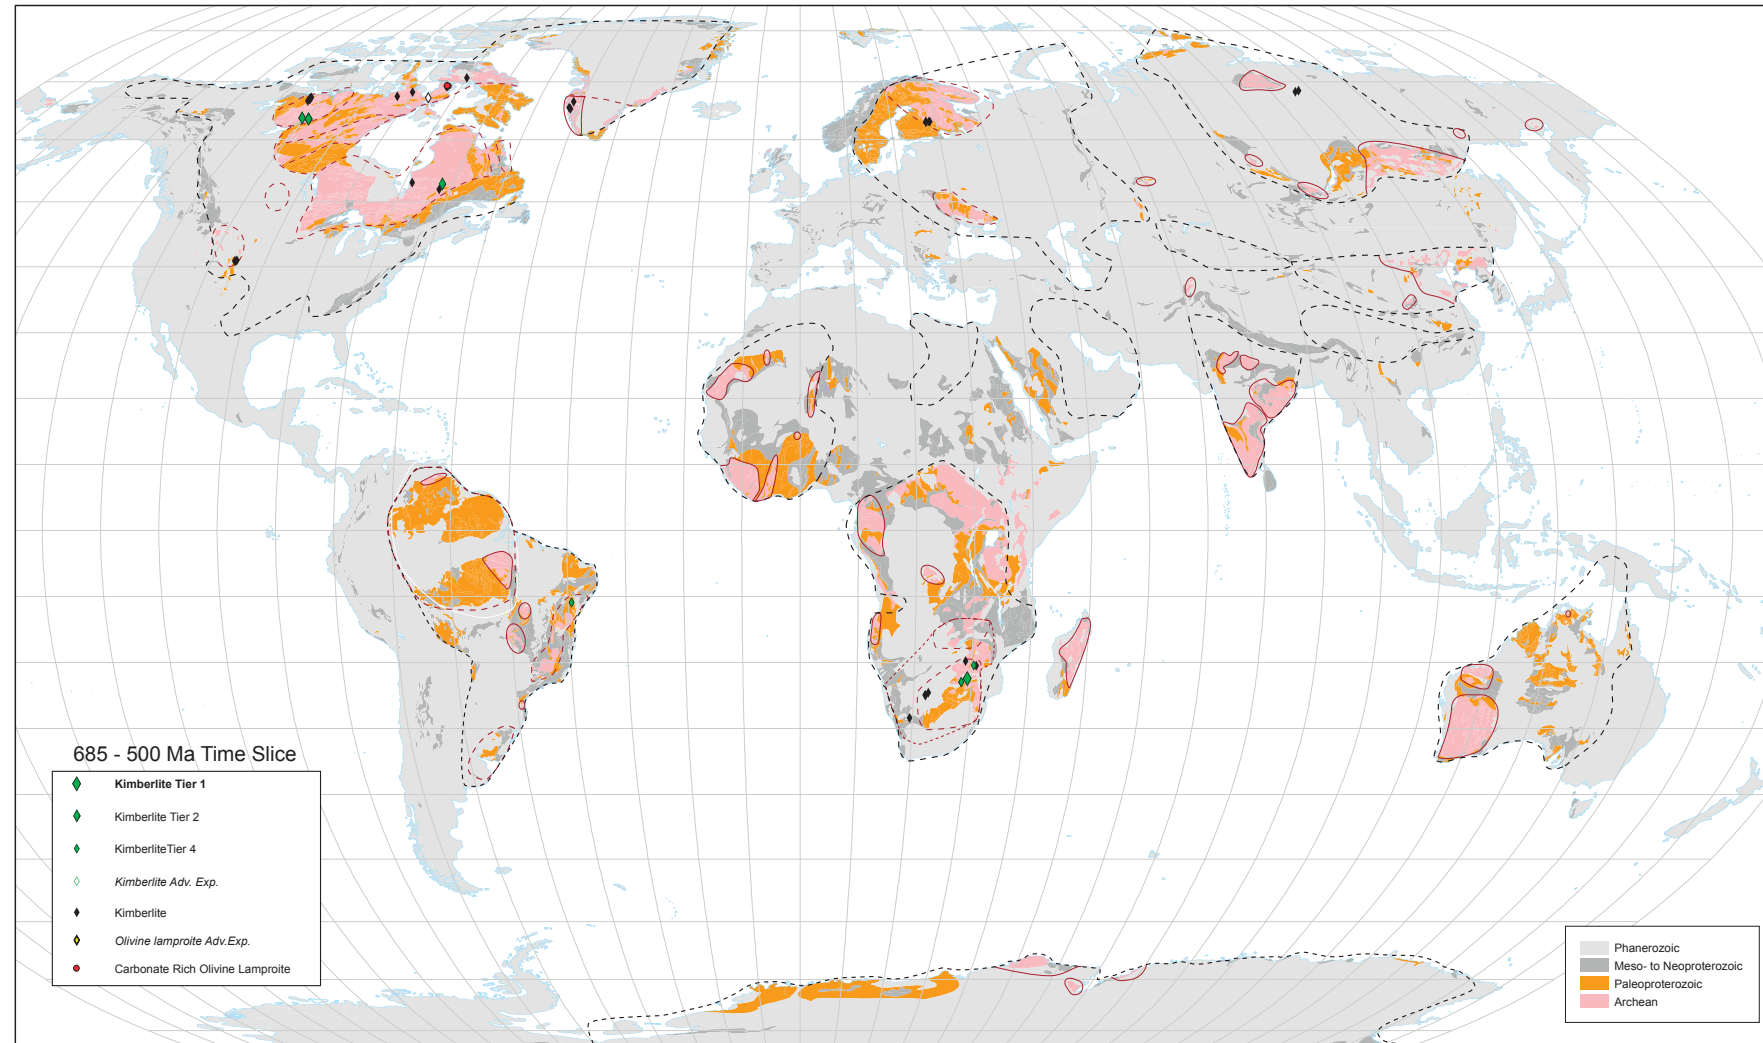 685 - 500 Ma Time Slice
Kimberlite Tier 1
Kimberlite Tier 2
KimberliteTier 4
Kimberlite Adv. Exp.
Kimberlite
Olivine lamproite Adv.Exp.
Carbonate Rich Olivine Lamproite
Phanerozoic
Meso- to Neoproterozoic
Paleoproterozoic
Archean